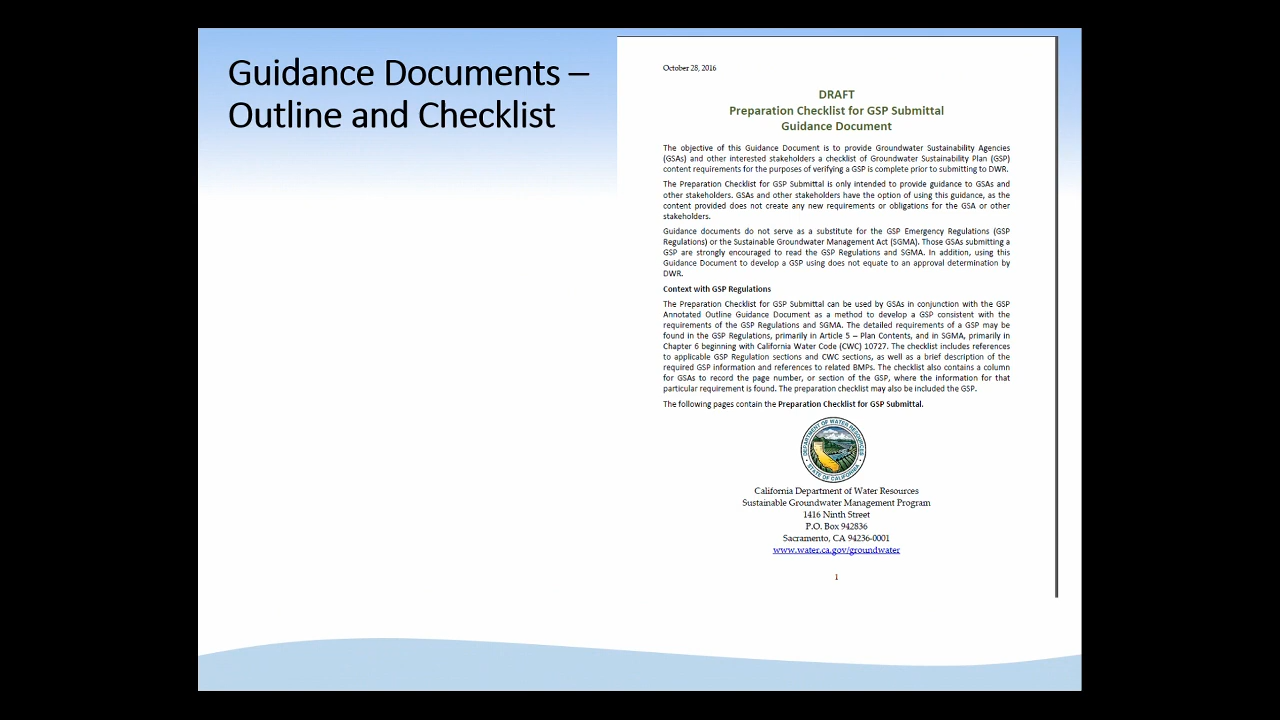 Guidance Documents –
Outline and Checklist
October 28, 2016
DRAFT
Preparation Checklist for GSP Submittal
Guidance Document
The objective of this Guidance Document is to provide Groundwater Sustainability Agencies
(GSAs) and other interested stakeholders a checklist of Groundwater Sustainability Plan (GSP)
content requirements for the purposes of verifying a GSP is complete prior to submitting to DWR.
The Preparation Checklist for GSP Submittal is only intended to provide guidance to GSAs and
other stakeholders. GSAs and other stakeholders have the option of using this guidance, as the
content provided does not create any new requirements or obligations for the GSA or other
stakeholders.
Guidance documents do not serve as a substitute for the GSP Emergency Regulations (GSP
Regulations) or the Sustainable Groundwater Management Act (SGMA). Those GSAs submitting a
GSP are strongly encouraged to read the GSP Regulations and SGMA. In addition, using this
Guidance Document to develop a GSP using does not equate to an approval determination by
DWR.
Context with GSP Regulations
The Preparation Checklist for GSP Submittal can be used by GSAs in conjunction with the GSP
Annotated Outline Guidance Document as a method to develop a GSP consistent with the
requirements of the GSP Regulations and SGMA. The detailed requirements of a GSP may be
found in the GSP Regulations, primarily in Article 5 – Plan Contents, and in SGMA, primarily in
Chapter 6 beginning with California Water Code (CWC) 10727. The checklist includes references
to applicable GSP Regulation sections and CWC sections, as well as a brief description of the
required GSP information and references to related BMPs. The checklist also contains a column
for GSAs to record the page number, or section of the GSP, where the information for that
particular requirement is found. The preparation checklist may also be included the GSP.
The following pages contain the Preparation Checklist for GSP Submittal.
DEPARTMENT OF WATER RESOURCES
STATE OF CALIFORNIA
California Department of Water Resources
Sustainable Groundwater Management Program
1416 Ninth Street
P.O. Box 942836
Sacramento, CA 94236-0001
www.water.ca.gov/groundwater
1